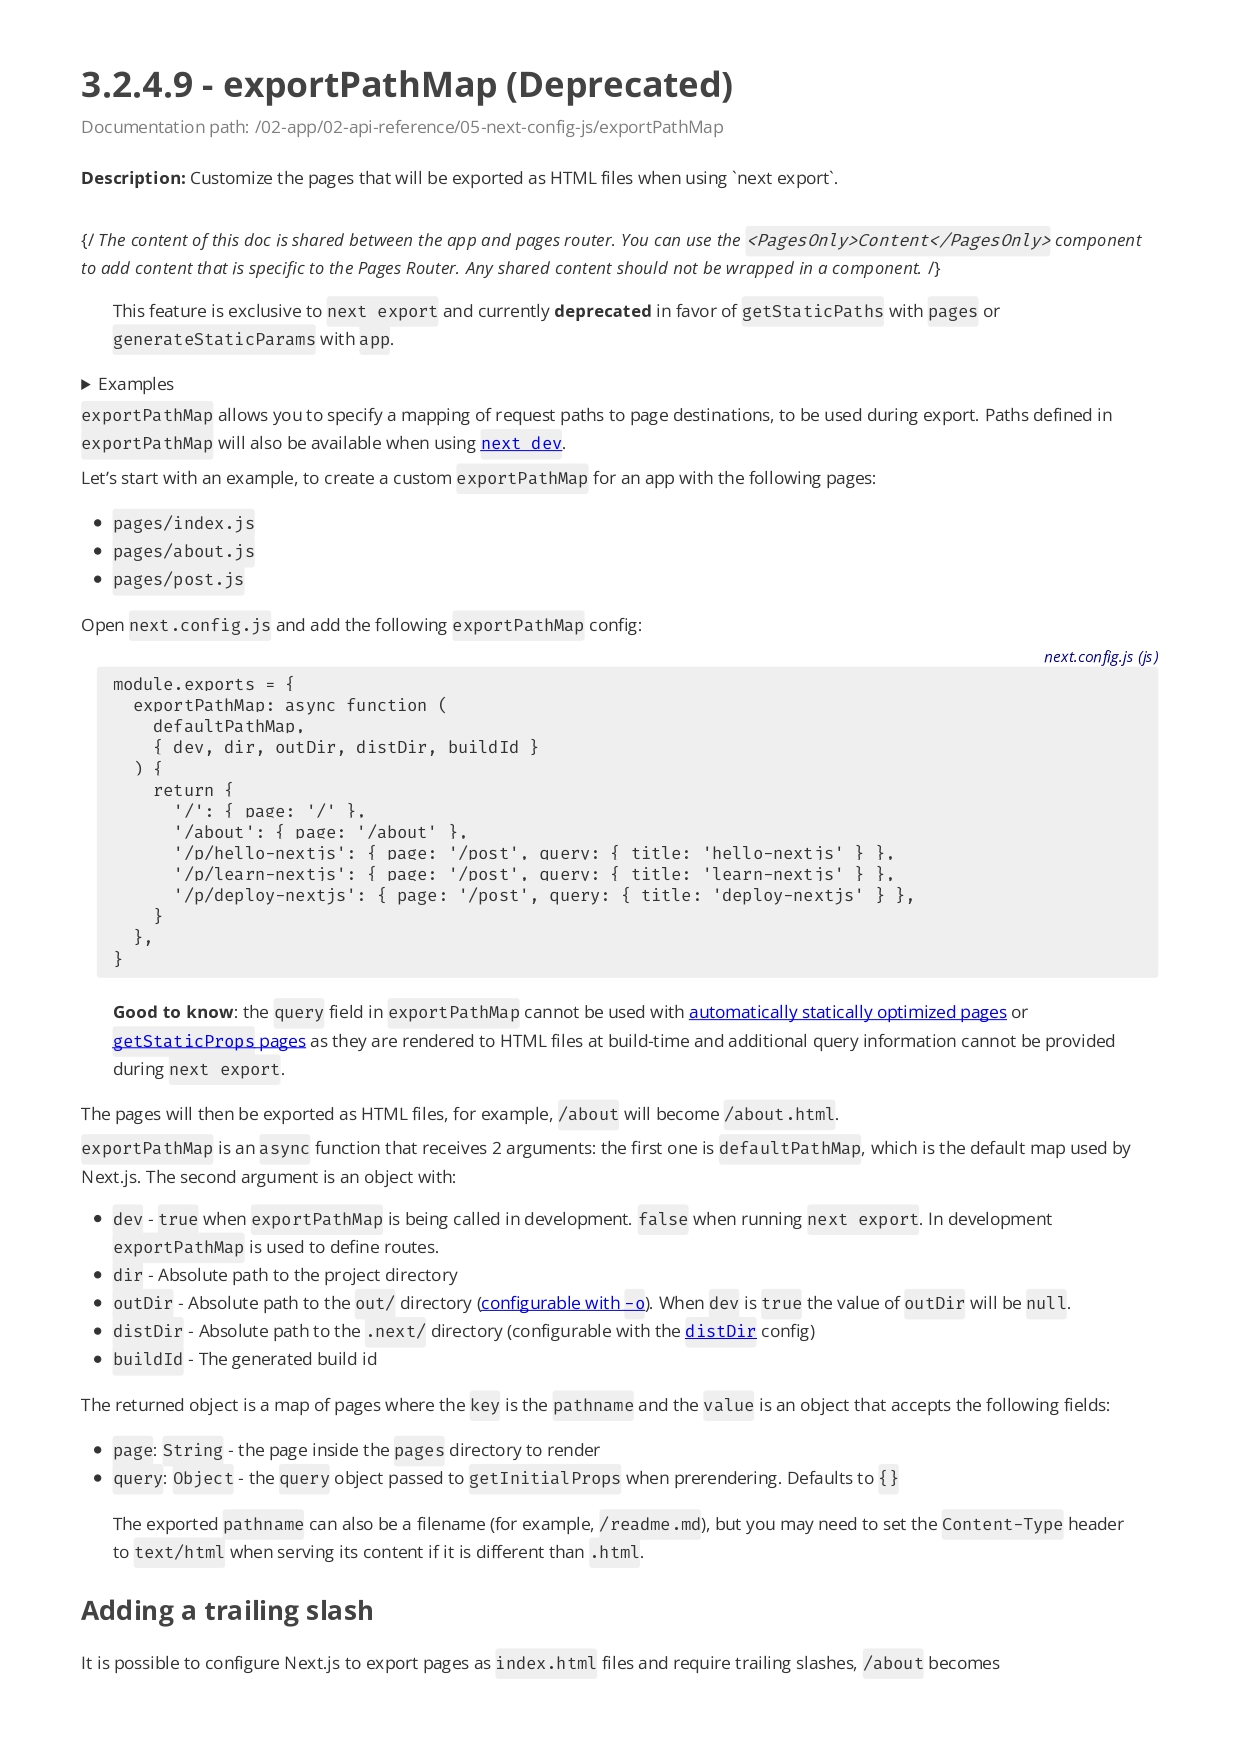 3.2.4.9 - exportPathMap (Deprecated)
Documentation path: /02-app/02-api-reference/05-next-config-js/exportPathMap
Description: Customize the pages that will be exported as HTML files when using `next export`.
{/ The content of this doc is shared between the app and pages router. You can use the <PagesOnly>Content</PagesOnly> component
to add content that is specific to the Pages Router. Any shared content should not be wrapped in a component. /}
This feature is exclusive to next export and currently deprecated in favor of getStaticPaths with pages or
generateStaticParams with app.
▶ Examples
exportPathMap allows you to specify a mapping of request paths to page destinations, to be used during export. Paths defined in
exportPathMap will also be available when using next dev.
Let’s start with an example, to create a custom exportPathMap for an app with the following pages:
• pages/index.js
• pages/about.js
• pages/post.js
Open next.config.js and add the following exportPathMap config:
next.config.js (js)
module.exports = {
  exportPathMap: async function (
    defaultPathMap,
    { dev, dir, outDir, distDir, buildId }
  ) {
    return {
      '/': { page: '/' },
      '/about': { page: '/about' },
      '/p/hello-nextjs': { page: '/post', query: { title: 'hello-nextjs' } },
      '/p/learn-nextjs': { page: '/post', query: { title: 'learn-nextjs' } },
      '/p/deploy-nextjs': { page: '/post', query: { title: 'deploy-nextjs' } },
    }
  },
}
Good to know: the query field in exportPathMap cannot be used with automatically statically optimized pages or
getStaticProps pages as they are rendered to HTML files at build-time and additional query information cannot be provided
during next export.
The pages will then be exported as HTML files, for example, /about will become /about.html.
exportPathMap is an async function that receives 2 arguments: the first one is defaultPathMap, which is the default map used by
Next.js. The second argument is an object with:
• dev - true when exportPathMap is being called in development. false when running next export. In development
exportPathMap is used to define routes.
• dir - Absolute path to the project directory
• outDir - Absolute path to the out/ directory (configurable with -o). When dev is true the value of outDir will be null.
• distDir - Absolute path to the .next/ directory (configurable with the distDir config)
• buildId - The generated build id
The returned object is a map of pages where the key is the pathname and the value is an object that accepts the following fields:
• page: String - the page inside the pages directory to render
• query: Object - the query object passed to getInitialProps when prerendering. Defaults to {}
The exported pathname can also be a filename (for example, /readme.md), but you may need to set the Content-Type header
to text/html when serving its content if it is different than .html.
Adding a trailing slash
It is possible to configure Next.js to export pages as index.html files and require trailing slashes, /about becomes